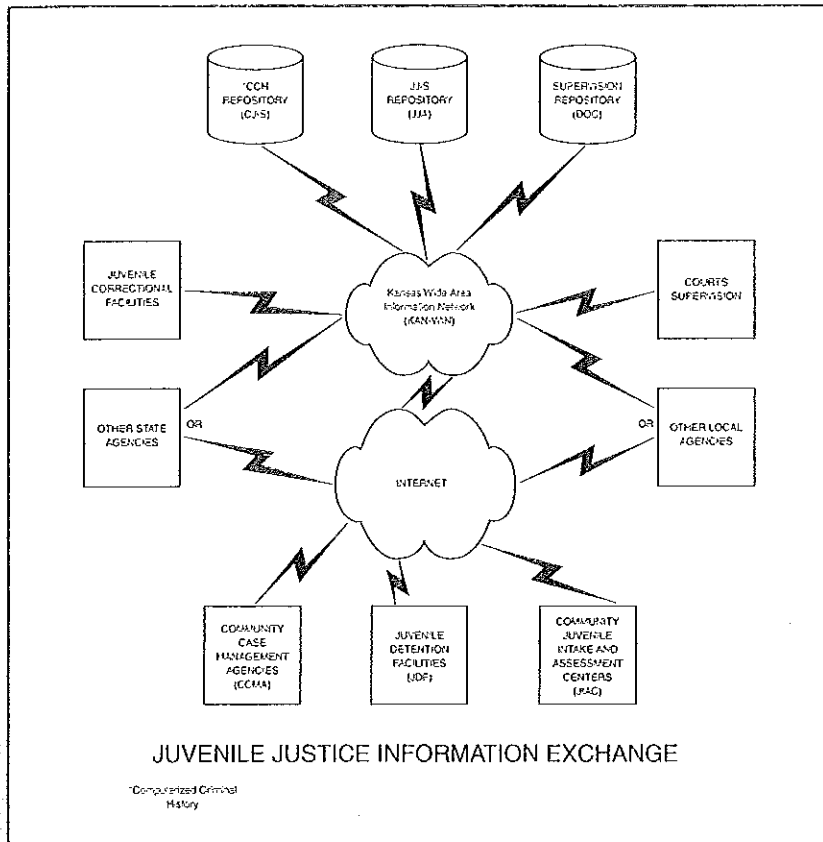 *CCH
REPOSITORY
(CJIS)
JJIS
REPOSITORY
(JJA)
SUPERVISION
REPOSITORY
(DOC)
JUVENILE
CORRECTIONAL
FACILITIES
Kansas Wide Area
Information Network
(KAN-WAN)
COURTS
SUPERVISION
OTHER STATE
AGENCIES
OR
INTERNET
OR
OTHER LOCAL
AGENCIES
COMMUNITY
CASE
MANAGEMENT
AGENCIES
(CCMA)
JUVENILE
DETENTION
FACILITIES
(JDF)
COMMUNITY
JUVENILE
INTAKE AND
ASSESSMENT
CENTERS
(JIAC)
JUVENILE JUSTICE INFORMATION EXCHANGE
*Computerized Criminal
History